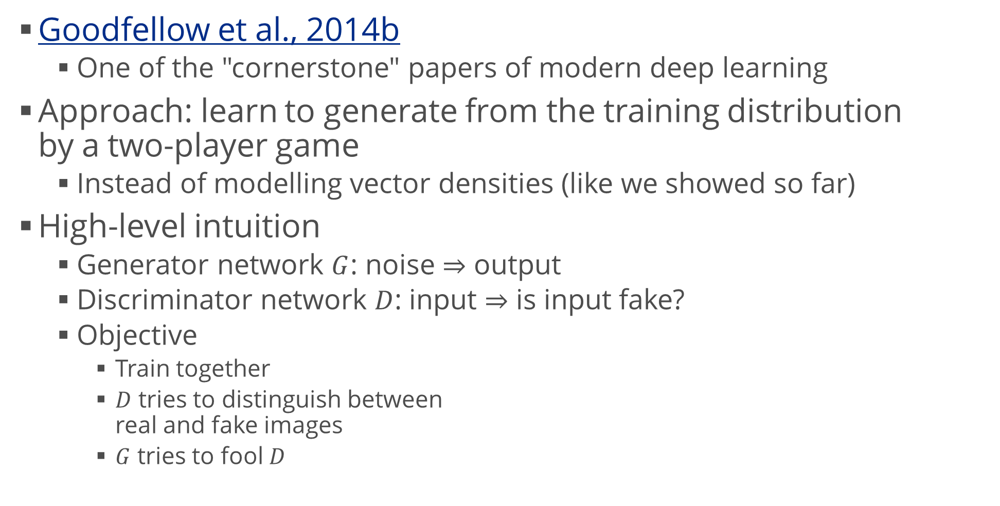 ▪ Goodfellow et al., 2014b
▪ One of the "cornerstone" papers of modern deep learning
▪ Approach: learn to generate from the training distribution
by a two-player game
▪ Instead of modelling vector densities (like we showed so far)
▪ High-level intuition
▪ Generator network G: noise ⇒ output
▪ Discriminator network D: input ⇒ is input fake?
▪ Objective
▪ Train together
▪ D tries to distinguish between
real and fake images
▪ G tries to fool D